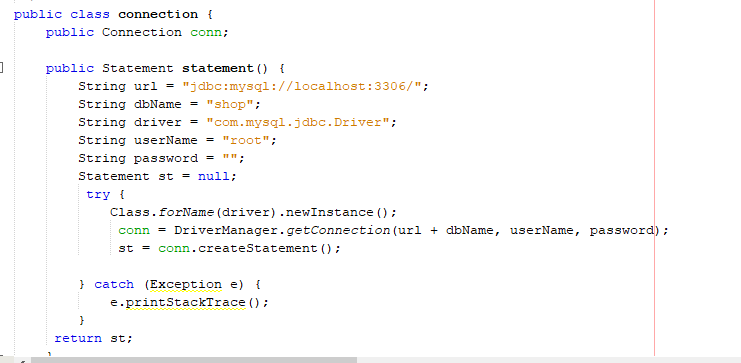 public class connection {
public Connection conn;
public Statement statement() {
String url = "jdbc:mysql://localhost:3306/";
String dbName = "shop";
String driver = "com.mysql.jdbc.Driver";
String userName = "root";
String password = "";
Statement st = null;
try {
Class.forName(driver).newInstance();
conn = DriverManager.getConnection(url + dbName, userName, password);
st = conn.createStatement();
} catch (Exception e) {
e.printStackTrace();
}
return st;